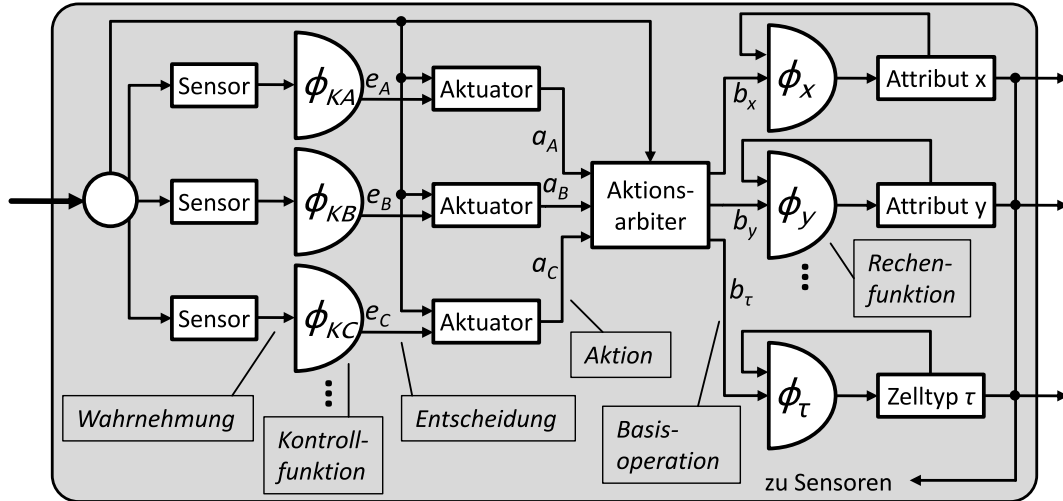 Sensor
ϕKA
eA
Aktuator
aA
bx
ϕx
Attribut x
Sensor
ϕKB
eB
Aktuator
aB
Aktions-
arbiter
by
ϕy
Attribut y
...
Rechen-
funktion
Sensor
ϕKC
eC
Aktuator
aC
bτ
Aktion
ϕτ
Zelltyp τ
...
Wahrnehmung
Kontroll-
funktion
Entscheidung
Basis-
operation
zu Sensoren